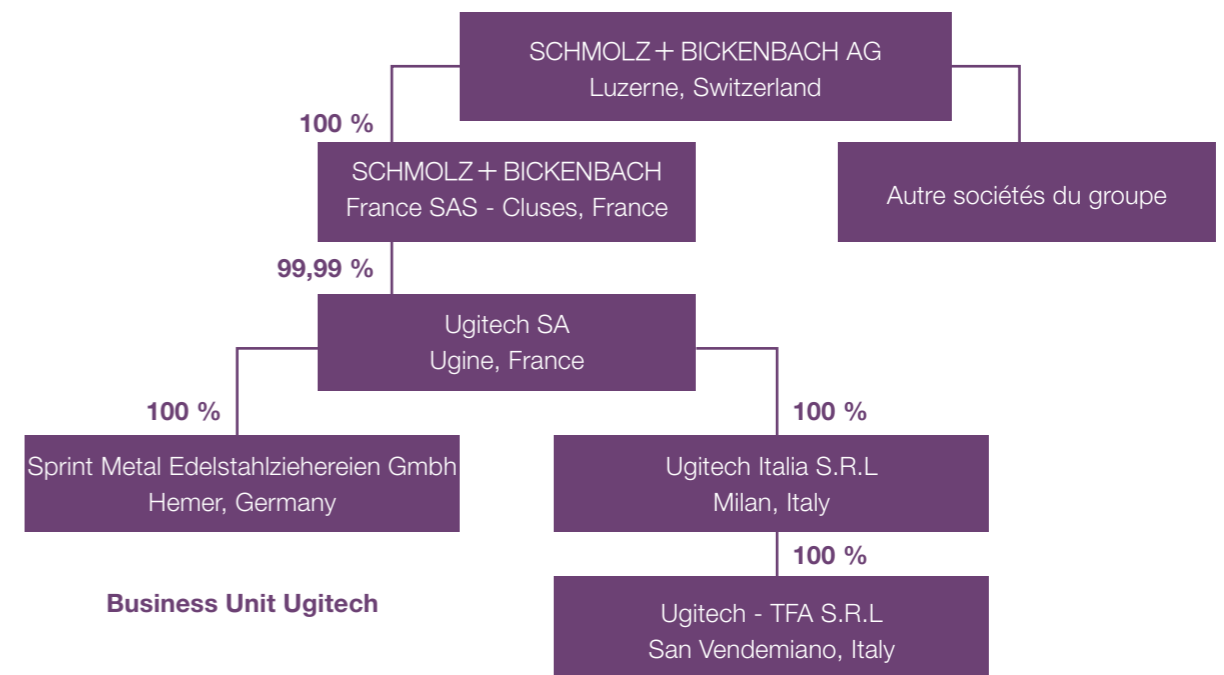 SCHMOLZ + BICKENBACH AG
Luzerne, Switzerland
100 %
SCHMOLZ + BICKENBACH
France SAS - Cluses, France
Autre sociétés du groupe
99,99 %
Ugitech SA
Ugine, France
100 %
100 %
Sprint Metal Edelstahlziehereien Gmbh
Hemer, Germany
Ugitech Italia S.R.L
Milan, Italy
100 %
Business Unit Ugitech
Ugitech - TFA S.R.L
San Vendemiano, Italy